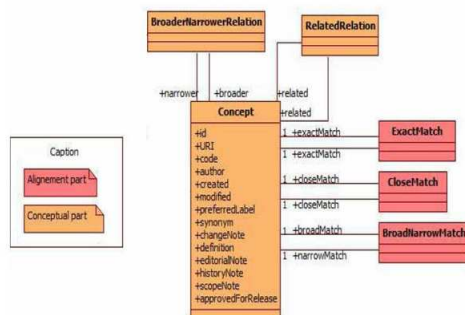 BroaderNarrowerRelation
RelatedRelation
+narrower
+broader
+related
+related
Concept
+id
+URI
+code
+author
+created
+modified
+preferredLabel
+synonym
+changeNote
+definition
+editorialNote
+historyNote
+scopeNote
+approvedForRelease
1 +exactMatch
1 +exactMatch
ExactMatch
1 +closeMatch
1 +closeMatch
CloseMatch
1 +broadMatch
1 +narrowMatch
BroadNarrowMatch
Caption
Alignement part
Conceptual part